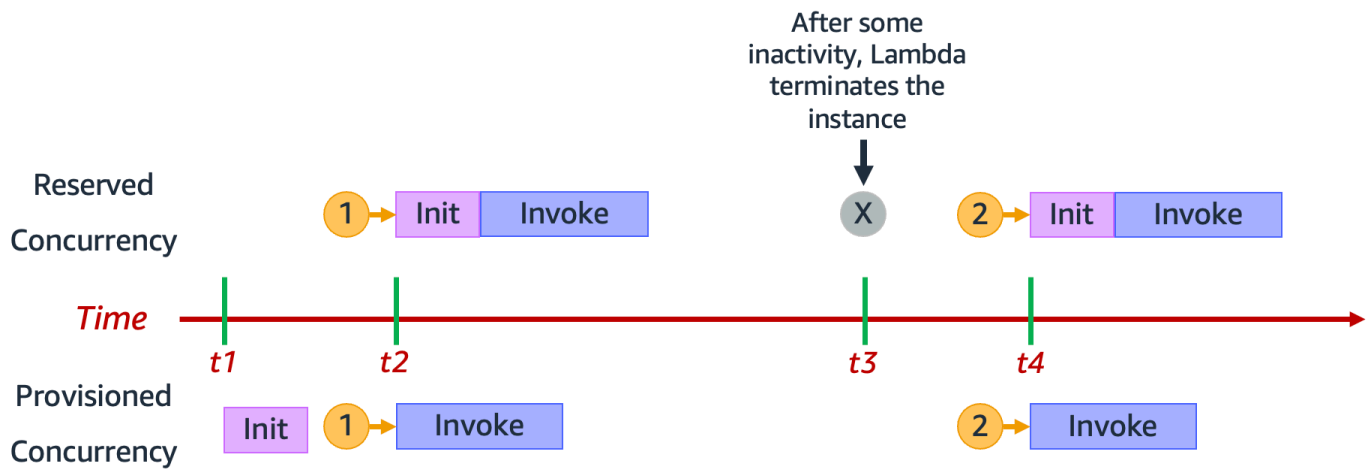 After some
inactivity, Lambda
terminates the
instance
Reserved
Concurrency
1
Init
Invoke
X
2
Init
Invoke
Time
t1
t2
t3
t4
Provisioned
Concurrency
Init
1
Invoke
2
Invoke